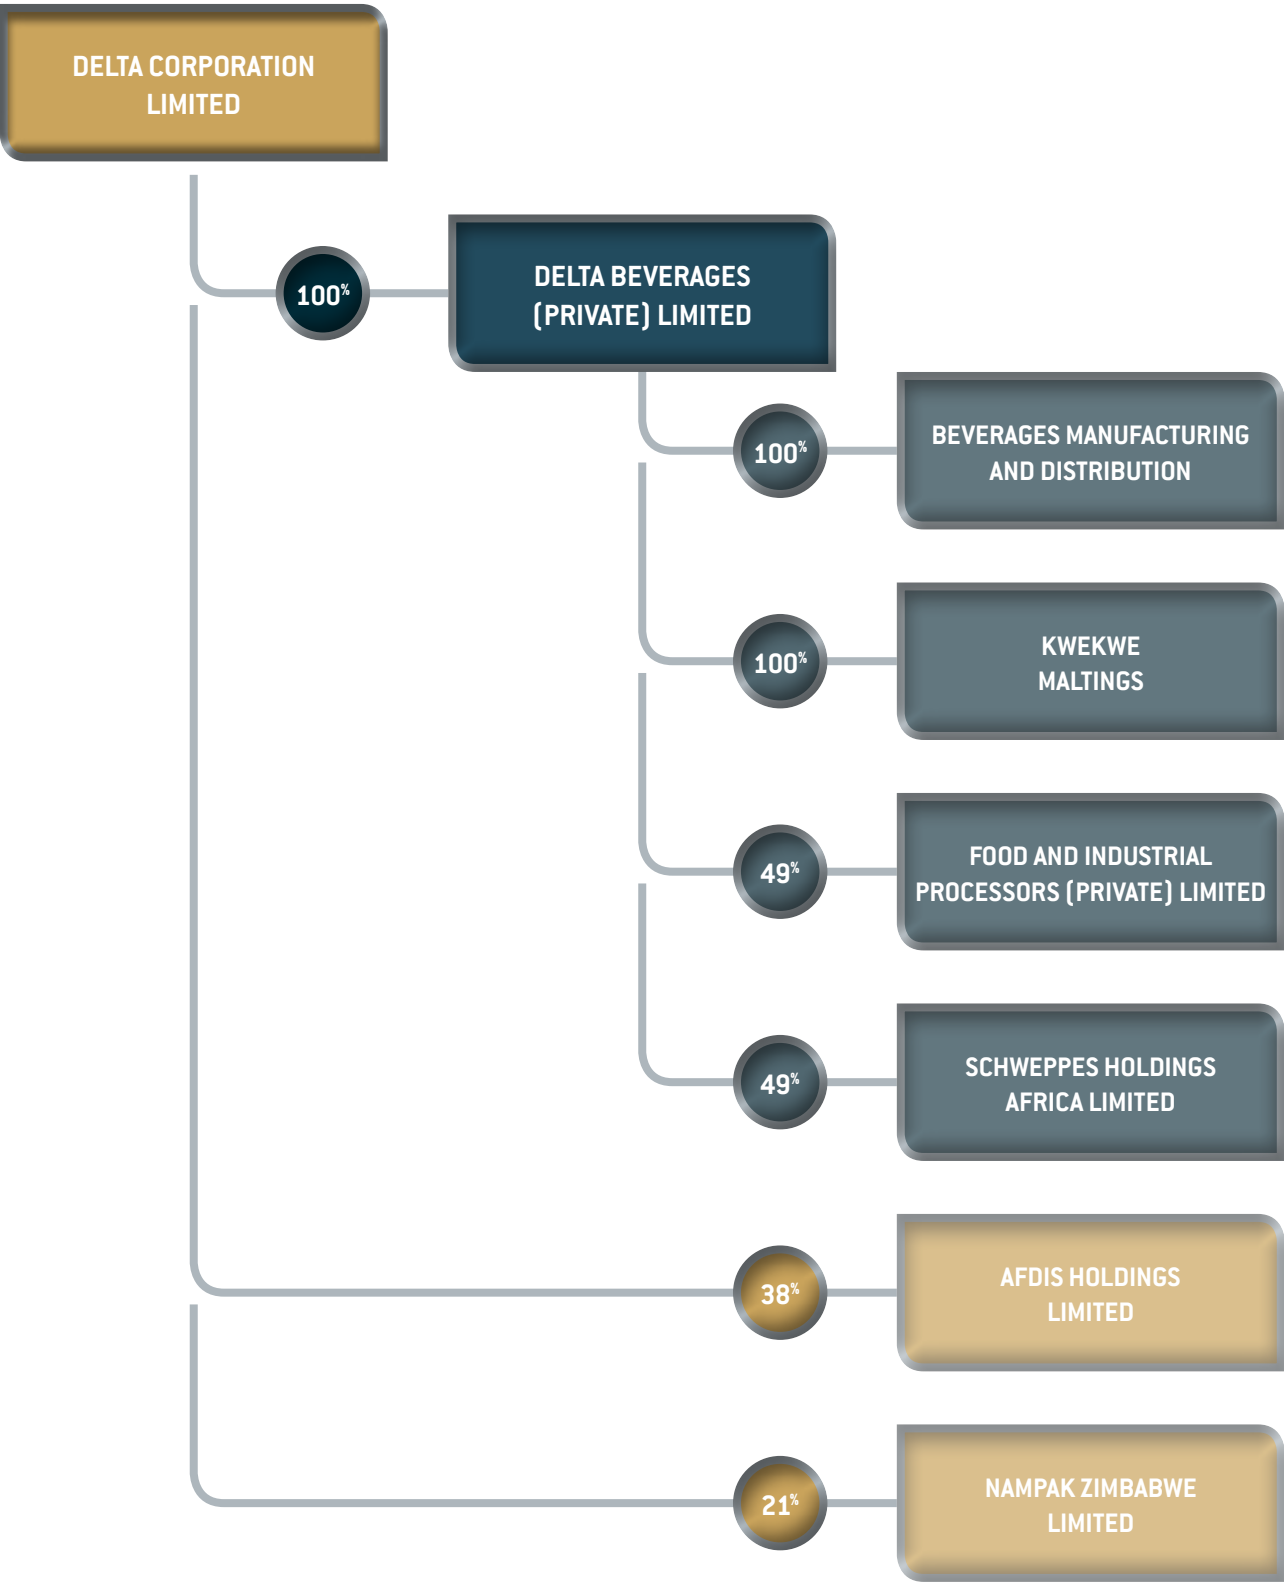 DELTA CORPORATION
LIMITED
100%
DELTA BEVERAGES
(PRIVATE) LIMITED
100%
BEVERAGES MANUFACTURING
AND DISTRIBUTION
100%
KWEKWE
MALTINGS
49%
FOOD AND INDUSTRIAL
PROCESSORS (PRIVATE) LIMITED
49%
SCHWEPPES HOLDINGS
AFRICA LIMITED
38%
AFDIS HOLDINGS
LIMITED
21%
NAMPAK ZIMBABWE
LIMITED